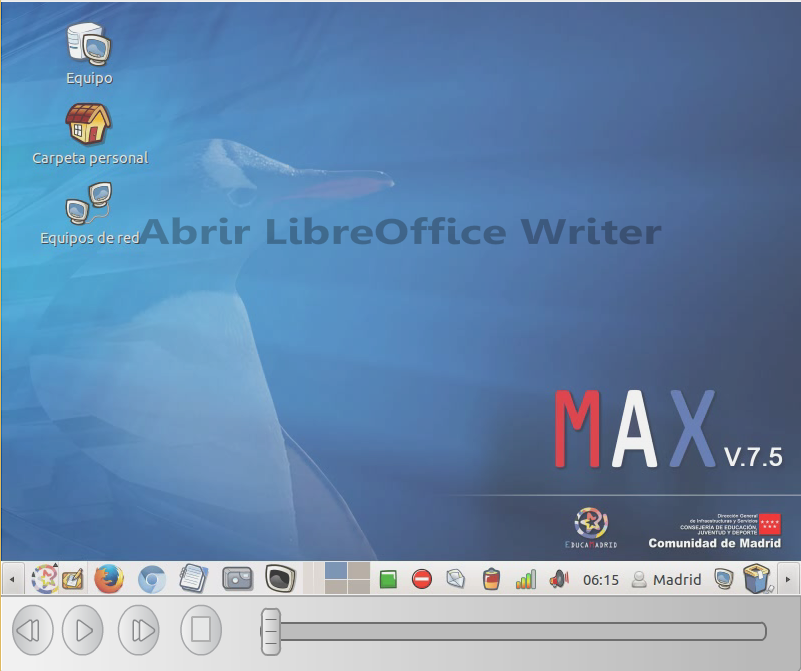 Equipo
Carpeta personal
Equipos de red
Abrir LibreOffice Writer
MAX V.7.5
EDUCAMADRID
Dirección General
de Infraestructuras y Servicios
CONSEJERÍA DE EDUCACIÓN,
JUVENTUD Y DEPORTE
Comunidad de Madrid
06:15 Madrid